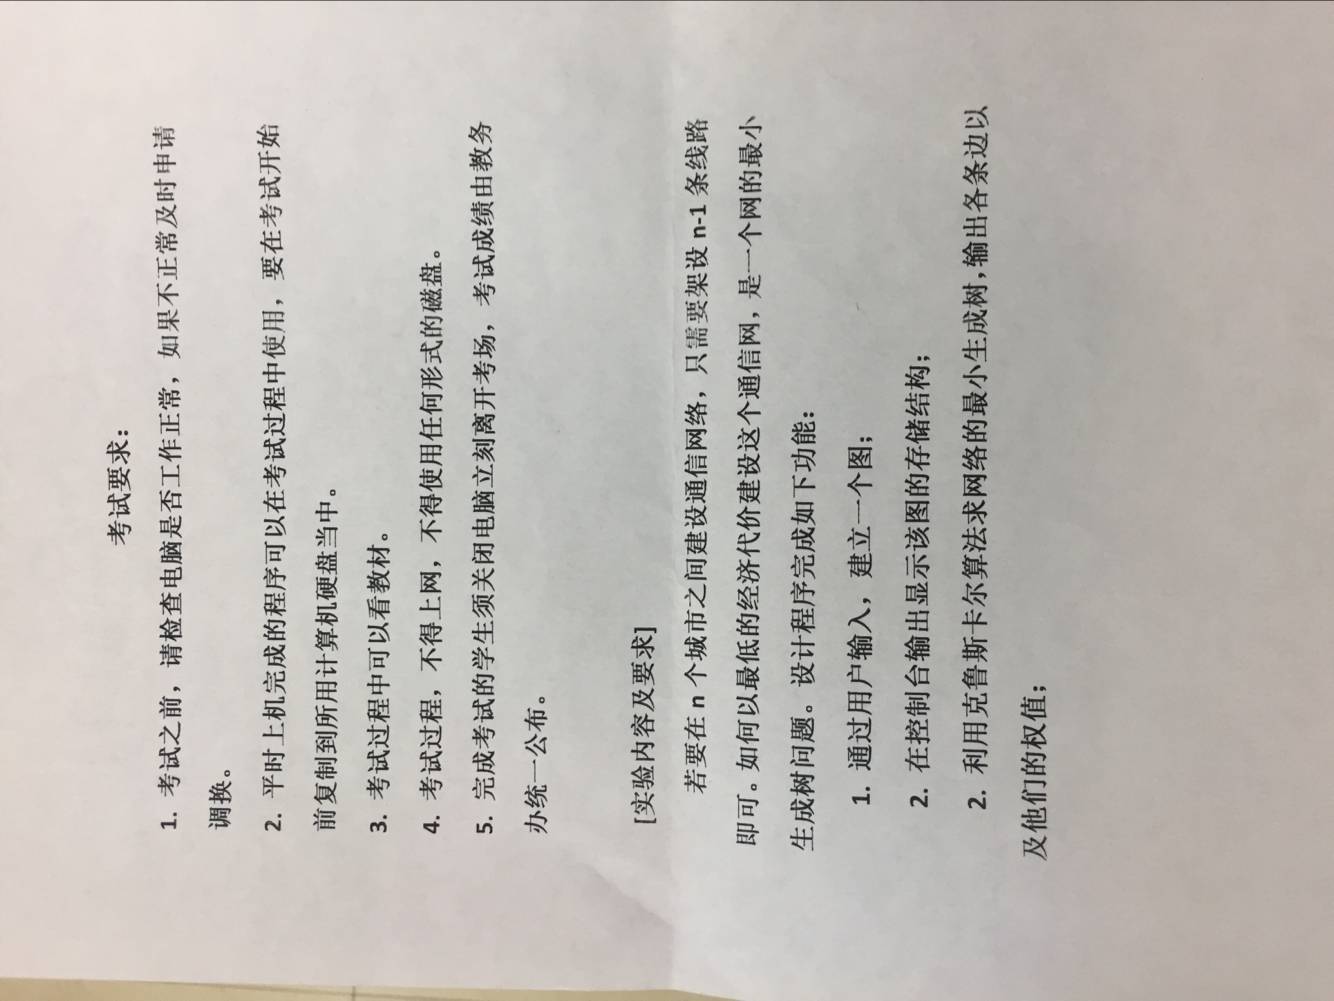 考试要求：
1. 考试之前，请检查电脑是否工作正常，如果不正常及时申请
调换。
2. 平时上机完成的程序可以在考试过程中使用，要在考试开始
前复制到所用计算机硬盘当中。
3. 考试过程中可以看教材。
4. 考试过程，不得上网，不得使用任何形式的磁盘。
5. 完成考试的学生须关闭电脑立刻离开考场，考试成绩由教务
办统一公布。
[实验内容及要求]
若要在 n 个城市之间建设通信网络，只需要架设 n-1 条线路
即可。如何以最低的经济代价建设这个通信网，是一个网的最小
生成树问题。设计程序完成如下功能：
1. 通过用户输入，建立一个图；
2. 在控制台输出显示该图的存储结构；
2. 利用克鲁斯卡尔算法求网络的最小生成树，输出各条边以
及他们的权值；